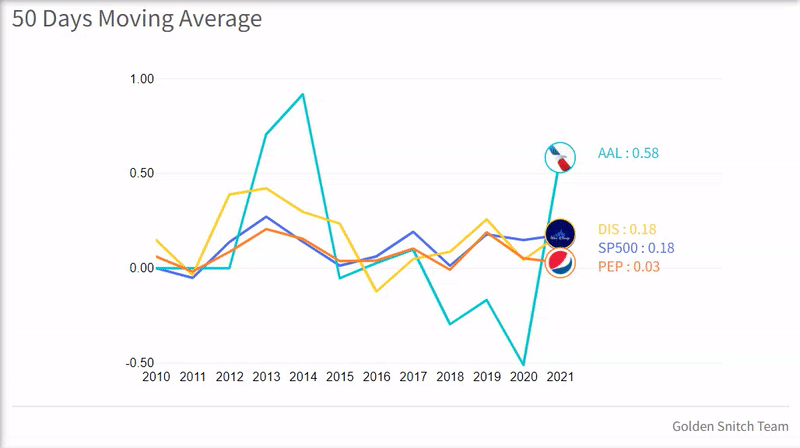 50 Days Moving Average
1.00
0.50
0.00
-0.50
2010 2011 2012 2013 2014 2015 2016 2017 2018 2019 2020 2021
AAL : 0.58
DIS : 0.18
SP500 : 0.18
PEP : 0.03
Golden Snitch Team